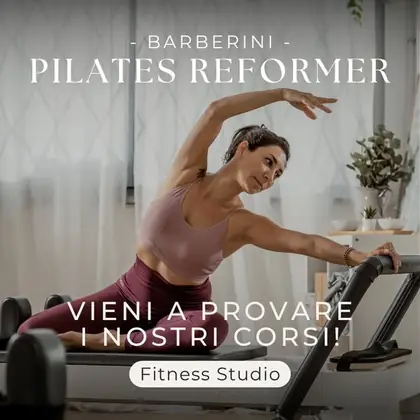 - BARBERINI -
PILATES REFORMER
VIENI A PROVARE
I NOSTRI CORSI!
Fitness Studio